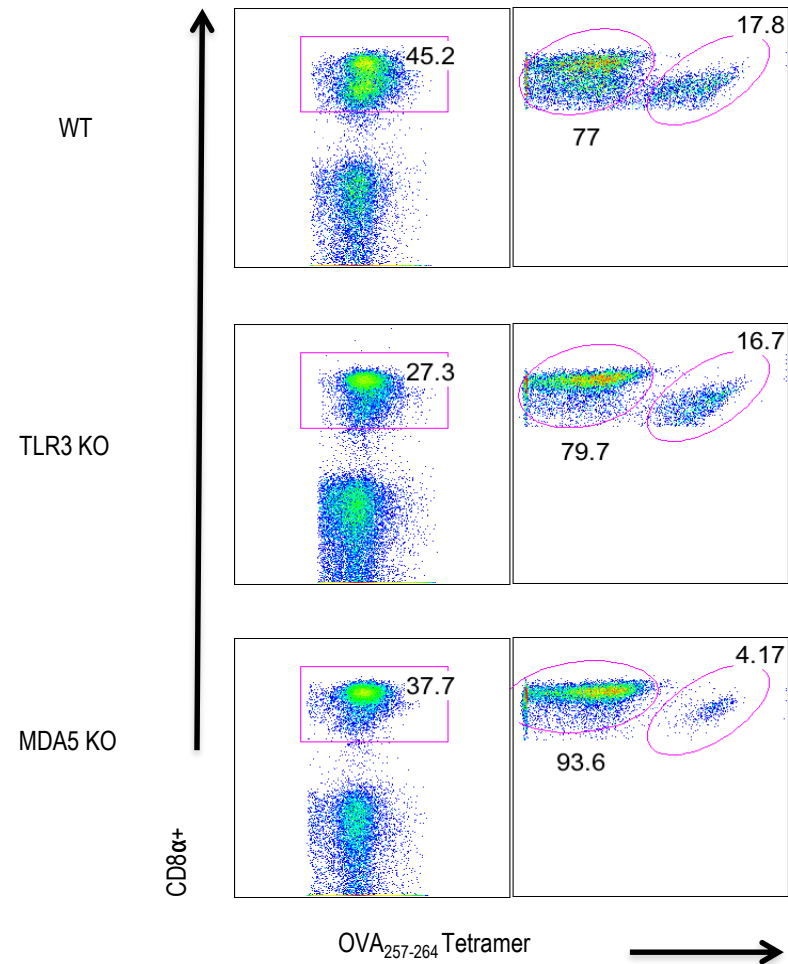 45.2
17.8
WT
77
27.3
16.7
TLR3 KO
79.7
37.7
4.17
MDA5 KO
93.6
CD8α+
OVA257-264 Tetramer